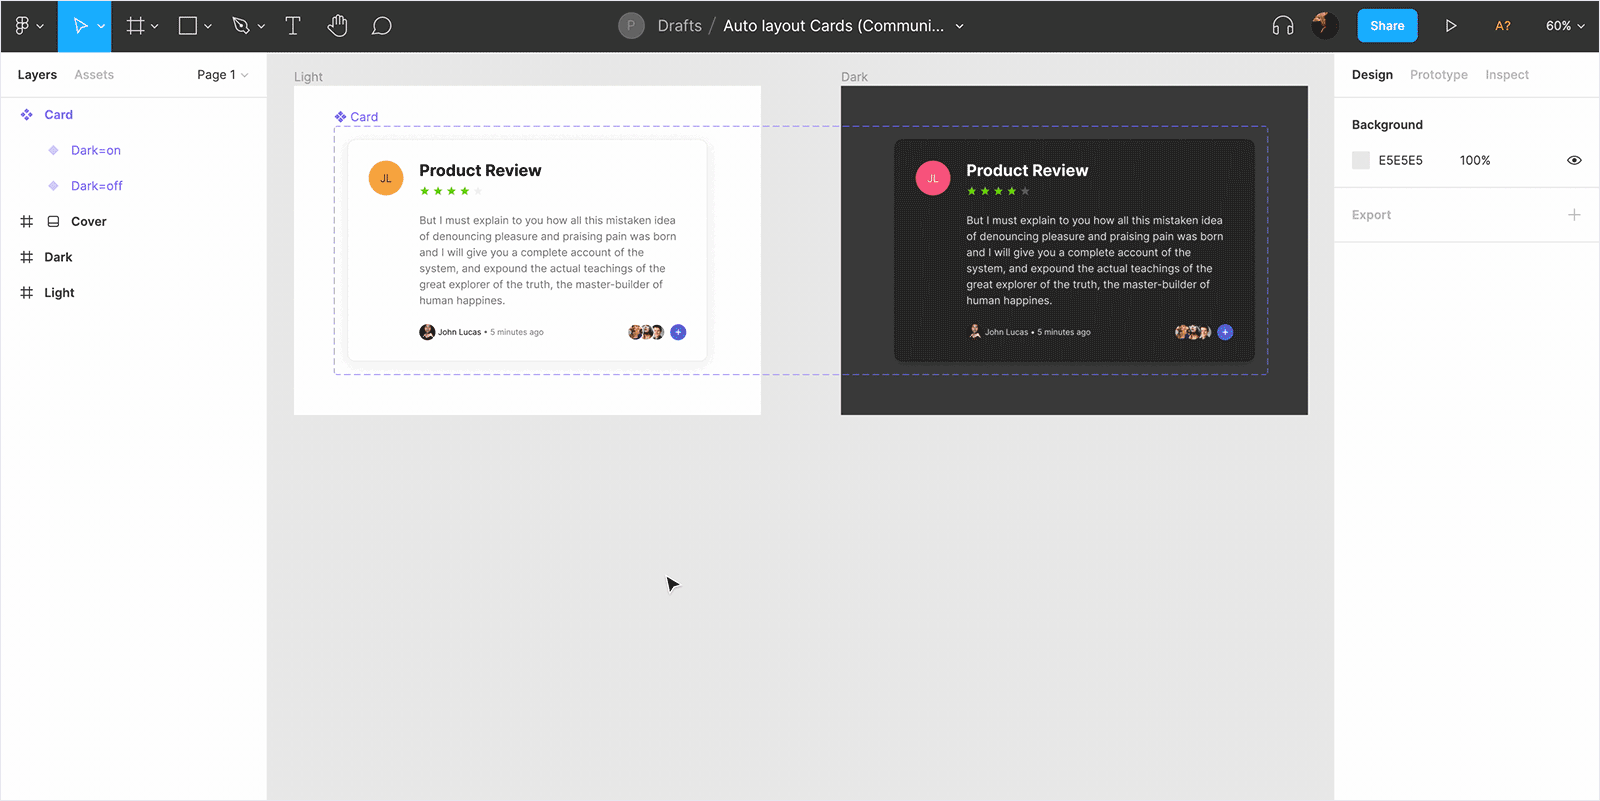 P Drafts / Auto layout Cards (Communi... Share A? 60%
Layers Assets Page 1
Card
Dark=on
Dark=off
Cover
Dark
Light
Light
Card
JL Product Review
But I must explain to you how all this mistaken idea
of denouncing pleasure and praising pain was born
and I will give you a complete account of the
system, and expound the actual teachings of the
great explorer of the truth, the master-builder of
human happines.
John Lucas • 5 minutes ago +
Dark
JL Product Review
But I must explain to you how all this mistaken idea
of denouncing pleasure and praising pain was born
and I will give you a complete account of the
system, and expound the actual teachings of the
great explorer of the truth, the master-builder of
human happines.
John Lucas • 5 minutes ago +
Design Prototype Inspect
Background
E5E5E5 100%
Export +